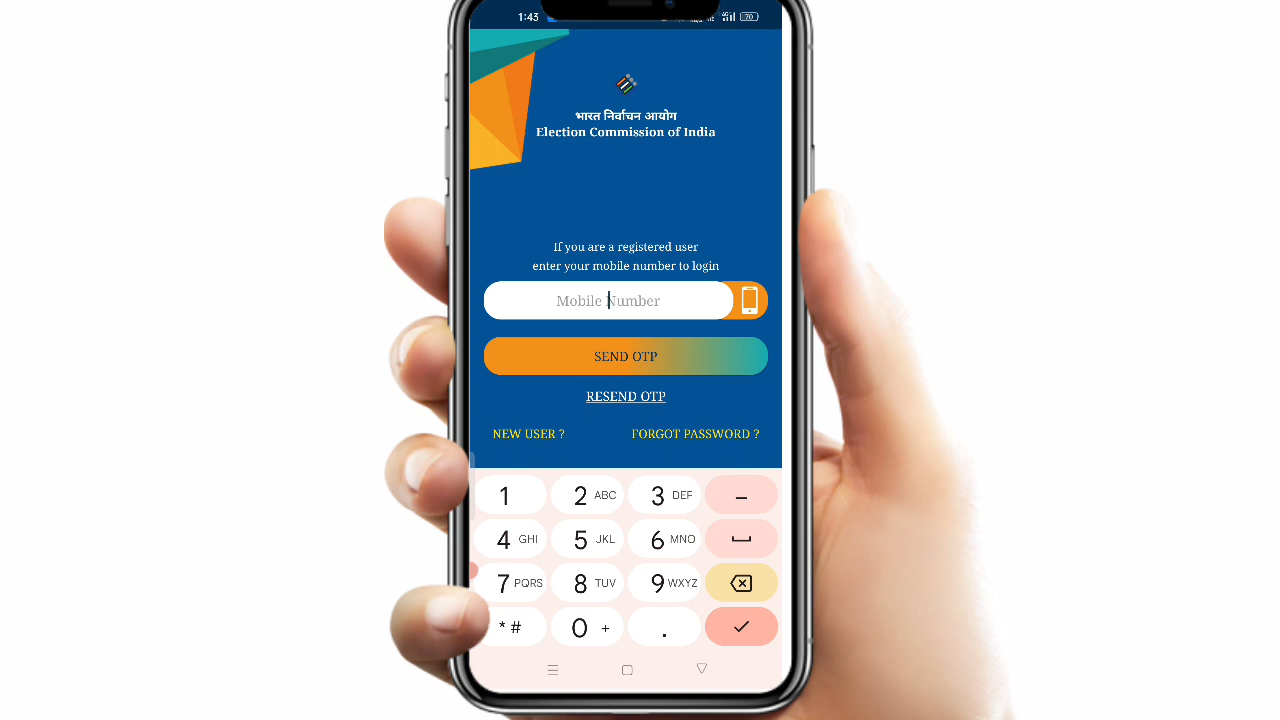 1:43
4G
70
भारत निर्वाचन आयोग
Election Commission of India
If you are a registered user
enter your mobile number to login
Mobile Number
SEND OTP
RESEND OTP
NEW USER ? FORGOT PASSWORD ?
1 2 ABC 3 DEF –
4 GHI 5 JKL 6 MNO
7 PQRS 8 TUV 9 WXYZ
* # 0 + .